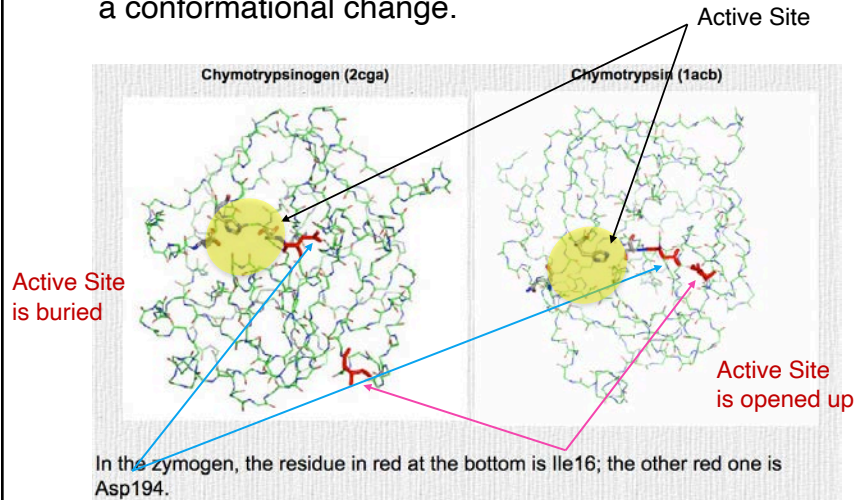 a conformational change.
Active Site
Chymotrypsinogen (2cga)
Chymotrypsin (1acb)
Active Site
is buried
Active Site
is opened up
In the zymogen, the residue in red at the bottom is Ile16; the other red one is
Asp194.